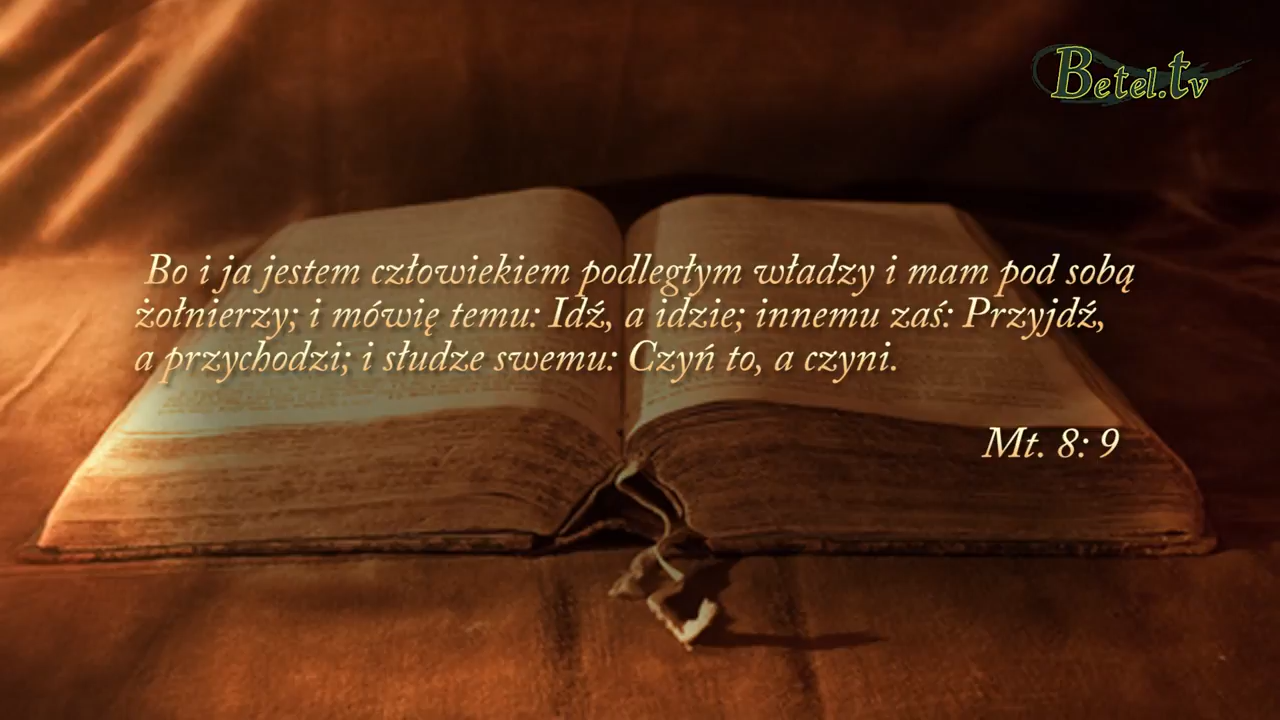 Betel.tv
Bo i ja jestem człowiekiem podległym władzy i mam pod sobą
żołnierzy; i mówię temu: Idź, a idzie; innemu zaś: Przyjdź,
a przychodzi; i słudze swemu: Czyń to, a czyni.
Mt. 8: 9